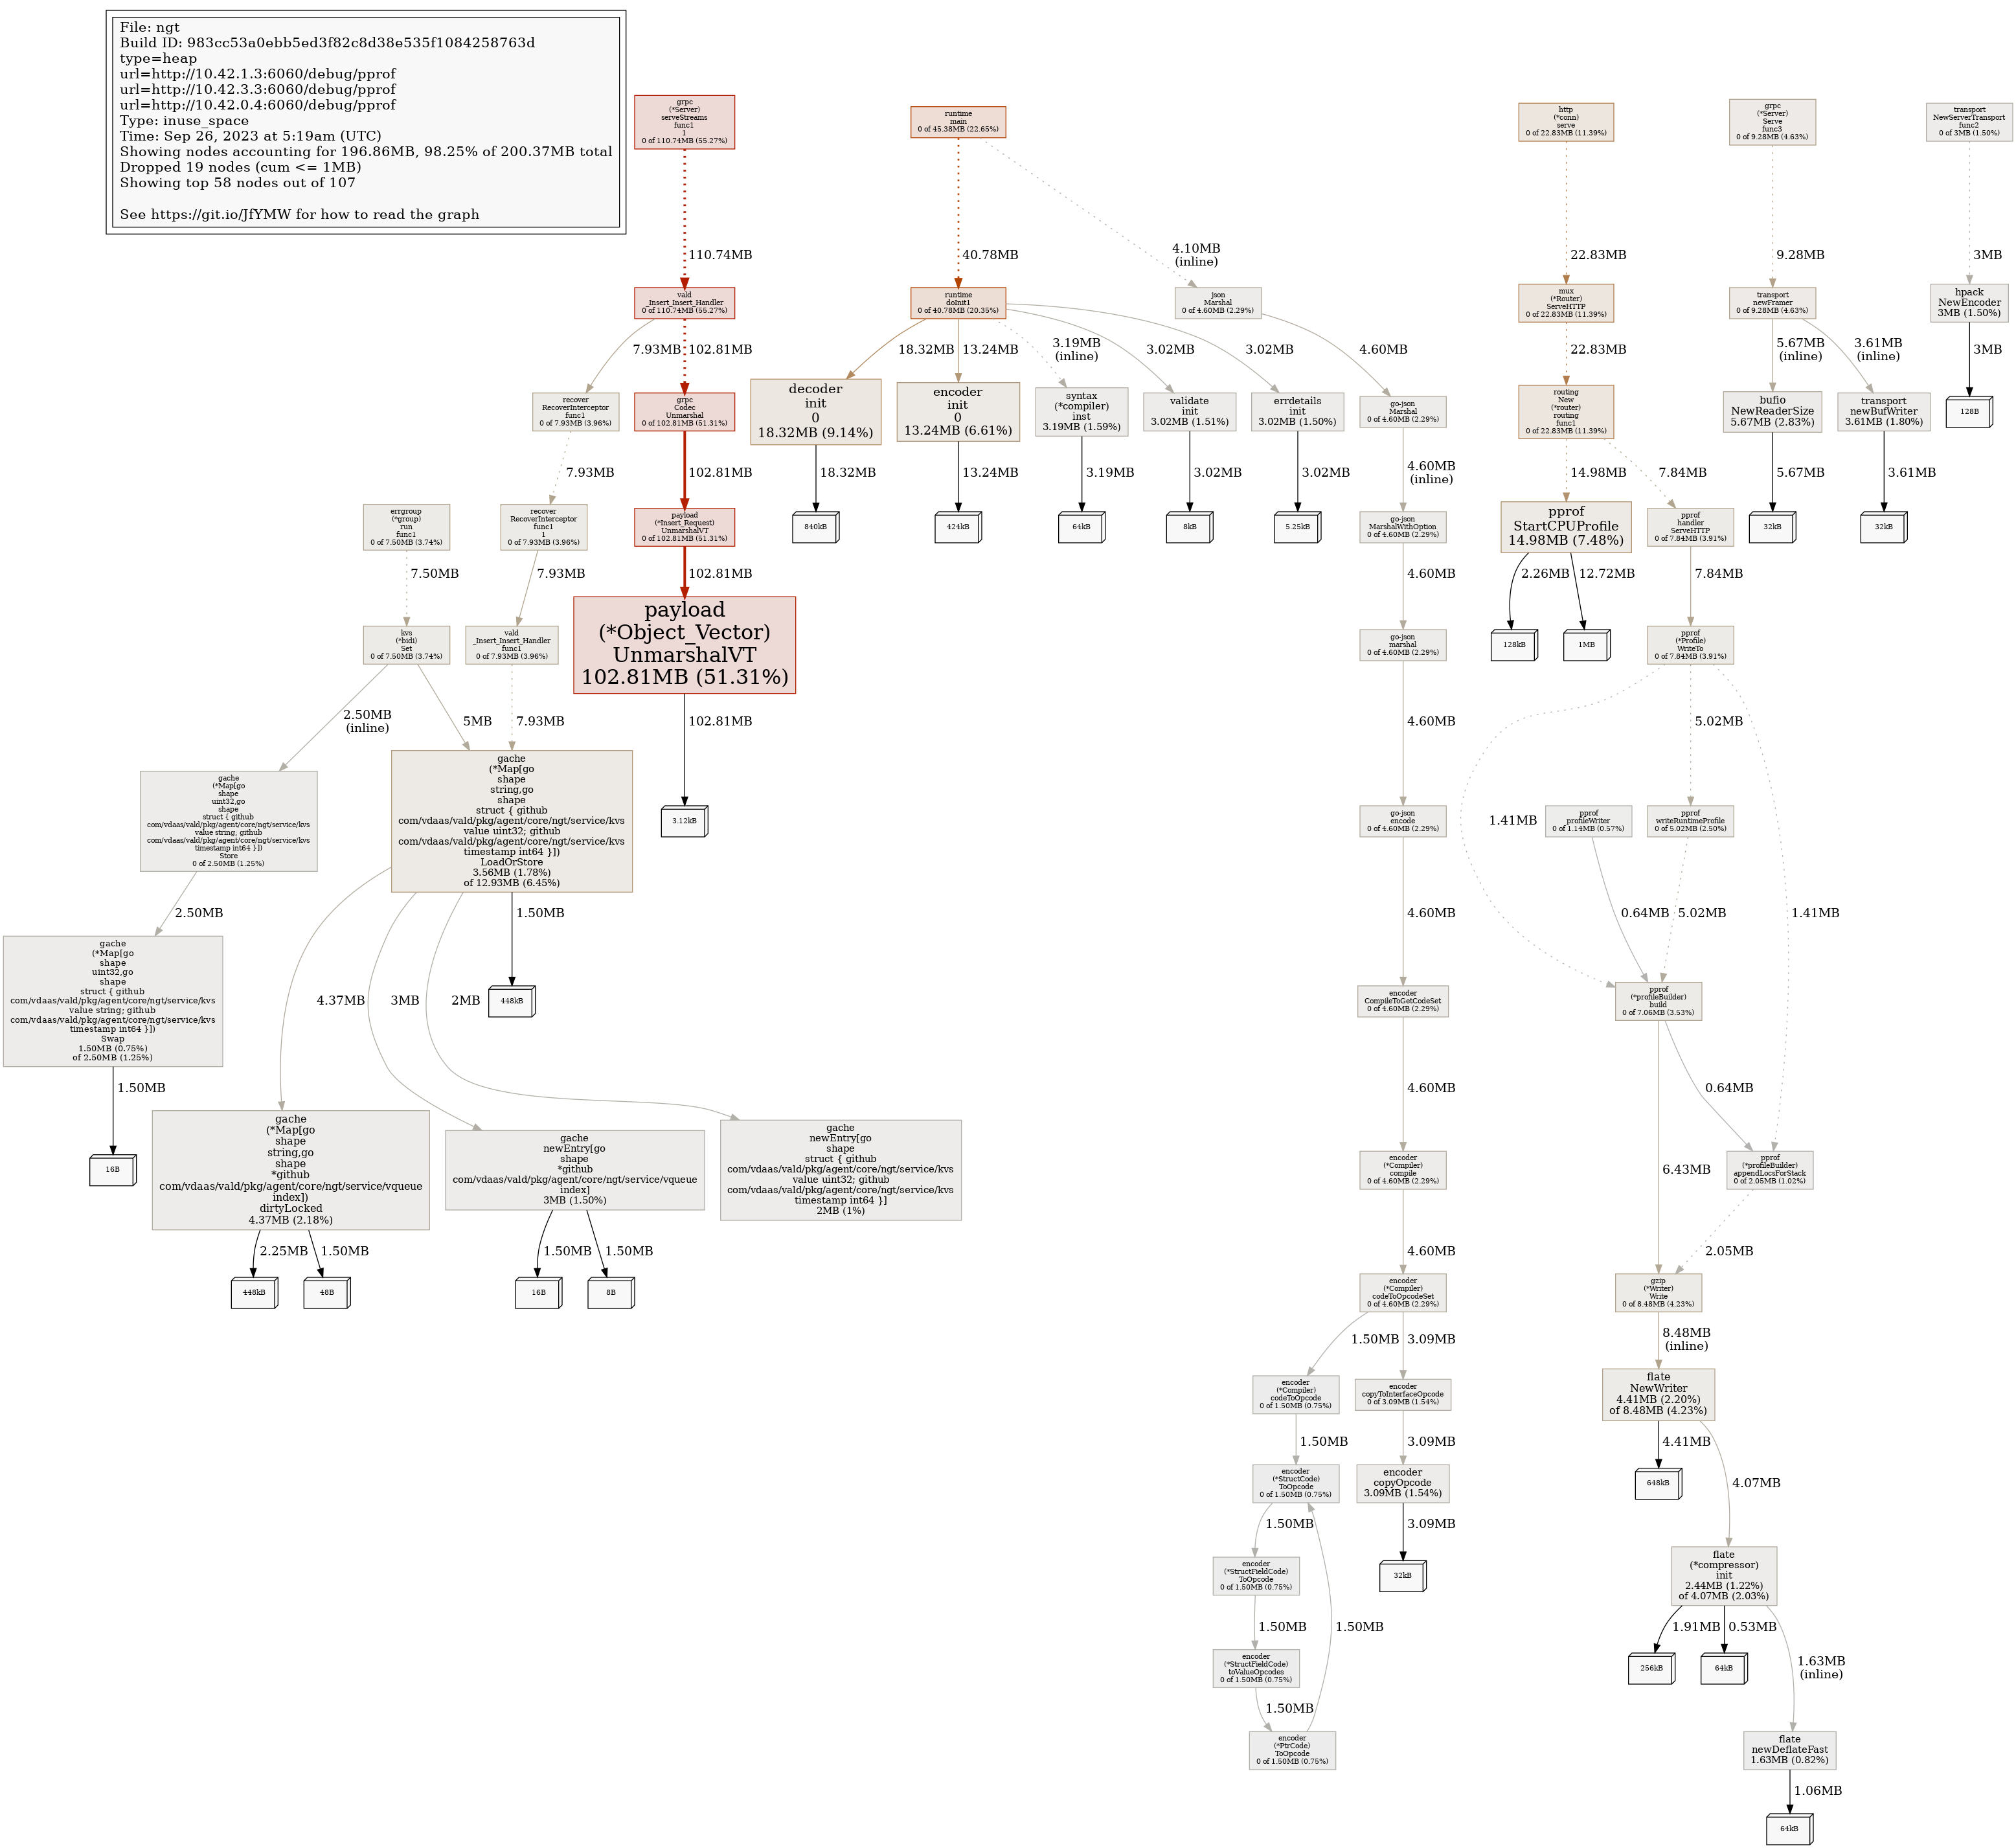 File: ngt
Build ID: 983cc53a0ebb5ed3f82c8d38e535f1084258763d
type=heap
url=http://10.42.1.3:6060/debug/pprof
url=http://10.42.3.3:6060/debug/pprof
url=http://10.42.0.4:6060/debug/pprof
Type: inuse_space
Time: Sep 26, 2023 at 5:19am (UTC)
Showing nodes accounting for 196.86MB, 98.25% of 200.37MB total
Dropped 19 nodes (cum <= 1MB)
Showing top 58 nodes out of 107
See https://git.io/JfYMW for how to read the graph
grpc
(*Server)
serveStreams
func1
1
0 of 110.74MB (55.27%)
runtime
main
0 of 45.38MB (22.65%)
http
(*conn)
serve
0 of 22.83MB (11.39%)
grpc
(*Server)
Serve
func3
0 of 9.28MB (4.63%)
transport
NewServerTransport
func2
0 of 3MB (1.50%)
110.74MB
40.78MB
4.10MB
(inline)
22.83MB
9.28MB
3MB
vald
_Insert_Insert_Handler
0 of 110.74MB (55.27%)
runtime
doInit1
0 of 40.78MB (20.35%)
json
Marshal
0 of 4.60MB (2.29%)
mux
(*Router)
ServeHTTP
0 of 22.83MB (11.39%)
transport
newFramer
0 of 9.28MB (4.63%)
hpack
NewEncoder
3MB (1.50%)
7.93MB
102.81MB
18.32MB
13.24MB
3.19MB
(inline)
3.02MB
3.02MB
4.60MB
22.83MB
5.67MB
(inline)
3.61MB
(inline)
3MB
recover
RecoverInterceptor
func1
0 of 7.93MB (3.96%)
grpc
Codec
Unmarshal
0 of 102.81MB (51.31%)
decoder
init
0
18.32MB (9.14%)
encoder
init
0
13.24MB (6.61%)
syntax
(*compiler)
inst
3.19MB (1.59%)
validate
init
3.02MB (1.51%)
errdetails
init
3.02MB (1.50%)
go-json
Marshal
0 of 4.60MB (2.29%)
routing
New
(*router)
routing
func1
0 of 22.83MB (11.39%)
bufio
NewReaderSize
5.67MB (2.83%)
transport
newBufWriter
3.61MB (1.80%)
128B
7.93MB
102.81MB
18.32MB
13.24MB
3.19MB
3.02MB
3.02MB
4.60MB
(inline)
14.98MB
7.84MB
5.67MB
3.61MB
errgroup
(*group)
run
func1
0 of 7.50MB (3.74%)
recover
RecoverInterceptor
func1
1
0 of 7.93MB (3.96%)
payload
(*Insert_Request)
UnmarshalVT
0 of 102.81MB (51.31%)
840kB
424kB
64kB
8kB
5.25kB
go-json
MarshalWithOption
0 of 4.60MB (2.29%)
pprof
StartCPUProfile
14.98MB (7.48%)
pprof
handler
ServeHTTP
0 of 7.84MB (3.91%)
32kB
32kB
7.50MB
7.93MB
102.81MB
4.60MB
2.26MB
12.72MB
7.84MB
kvs
(*bidi)
Set
0 of 7.50MB (3.74%)
vald
_Insert_Insert_Handler
func1
0 of 7.93MB (3.96%)
payload
(*Object_Vector)
UnmarshalVT
102.81MB (51.31%)
go-json
marshal
0 of 4.60MB (2.29%)
128kB
1MB
pprof
(*Profile)
WriteTo
0 of 7.84MB (3.91%)
2.50MB
(inline)
5MB
7.93MB
102.81MB
4.60MB
5.02MB
gache
(*Map[go
shape
uint32,go
shape
struct { github
com/vdaas/vald/pkg/agent/core/ngt/service/kvs
value string; github
com/vdaas/vald/pkg/agent/core/ngt/service/kvs
timestamp int64 }])
Store
0 of 2.50MB (1.25%)
gache
(*Map[go
shape
string,go
shape
struct { github
com/vdaas/vald/pkg/agent/core/ngt/service/kvs
value uint32; github
com/vdaas/vald/pkg/agent/core/ngt/service/kvs
timestamp int64 }])
LoadOrStore
3.56MB (1.78%)
of 12.93MB (6.45%)
3.12kB
go-json
encode
0 of 4.60MB (2.29%)
1.41MB
pprof
profileWriter
0 of 1.14MB (0.57%)
pprof
writeRuntimeProfile
0 of 5.02MB (2.50%)
2.50MB
4.60MB
0.64MB
5.02MB
1.41MB
1.50MB
gache
(*Map[go
shape
uint32,go
shape
struct { github
com/vdaas/vald/pkg/agent/core/ngt/service/kvs
value string; github
com/vdaas/vald/pkg/agent/core/ngt/service/kvs
timestamp int64 }])
Swap
1.50MB (0.75%)
of 2.50MB (1.25%)
4.37MB
3MB
2MB
448kB
encoder
CompileToGetCodeSet
0 of 4.60MB (2.29%)
pprof
(*profileBuilder)
build
0 of 7.06MB (3.53%)
1.50MB
4.60MB
0.64MB
16B
gache
(*Map[go
shape
string,go
shape
*github
com/vdaas/vald/pkg/agent/core/ngt/service/vqueue
index])
dirtyLocked
4.37MB (2.18%)
gache
newEntry[go
shape
*github
com/vdaas/vald/pkg/agent/core/ngt/service/vqueue
index]
3MB (1.50%)
gache
newEntry[go
shape
struct { github
com/vdaas/vald/pkg/agent/core/ngt/service/kvs
value uint32; github
com/vdaas/vald/pkg/agent/core/ngt/service/kvs
timestamp int64 }]
2MB (1%)
encoder
(*Compiler)
compile
0 of 4.60MB (2.29%)
6.43MB
pprof
(*profileBuilder)
appendLocsForStack
0 of 2.05MB (1.02%)
2.25MB
1.50MB
1.50MB
1.50MB
4.60MB
2.05MB
448kB
48B
16B
8B
encoder
(*Compiler)
codeToOpcodeSet
0 of 4.60MB (2.29%)
gzip
(*Writer)
Write
0 of 8.48MB (4.23%)
1.50MB
3.09MB
8.48MB
(inline)
encoder
(*Compiler)
codeToOpcode
0 of 1.50MB (0.75%)
encoder
copyToInterfaceOpcode
0 of 3.09MB (1.54%)
flate
NewWriter
4.41MB (2.20%)
of 8.48MB (4.23%)
1.50MB
3.09MB
4.41MB
encoder
(*StructCode)
ToOpcode
0 of 1.50MB (0.75%)
encoder
copyOpcode
3.09MB (1.54%)
648kB
4.07MB
1.50MB
3.09MB
encoder
(*StructFieldCode)
ToOpcode
0 of 1.50MB (0.75%)
32kB
flate
(*compressor)
init
2.44MB (1.22%)
of 4.07MB (2.03%)
1.50MB
1.50MB
1.91MB
0.53MB
encoder
(*StructFieldCode)
toValueOpcodes
0 of 1.50MB (0.75%)
256kB
64kB
1.63MB
(inline)
1.50MB
encoder
(*PtrCode)
ToOpcode
0 of 1.50MB (0.75%)
flate
newDeflateFast
1.63MB (0.82%)
1.06MB
64kB